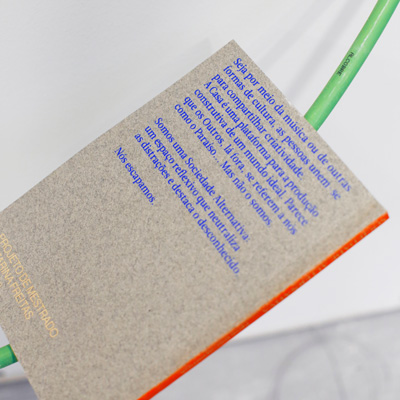 Seja por meio da música ou de outras
formas de cultura, as pessoas unem se
para compartilhar criatividade.
A Casa é uma plataforma para a produção
construtiva de um mundo ideal. Parece
que os Outros, lá fora, se referem a nós
como o Paraíso... Mas não o somos.
Somos uma Sociedade Alternativa:
um espaço reflexivo que neutraliza
as distrações e destaca o desconhecido.
Nós escapamos.
PROJETO DE MESTRADO